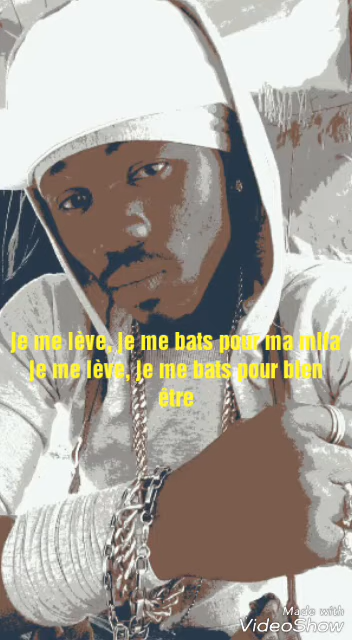 je me lève, je me bats pour ma mifa
je me lève, je me bats pour bien
être
Made with
VideoShow